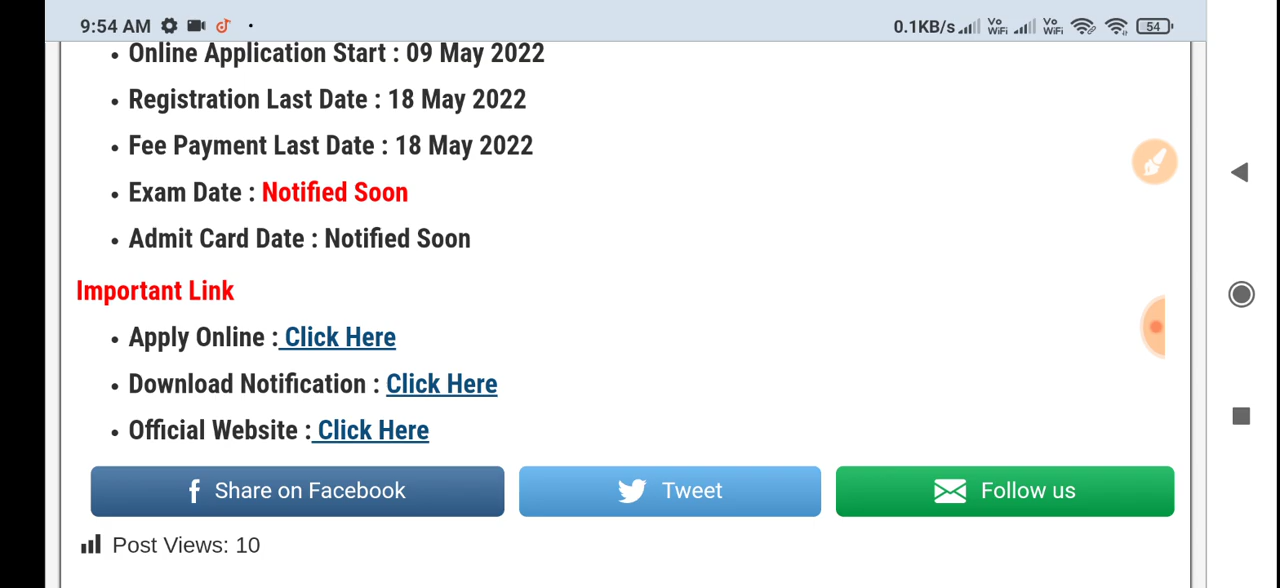 9:54 AM 0.1KB/s Vo WiFi Vo WiFi 54
• Online Application Start : 09 May 2022
• Registration Last Date : 18 May 2022
• Fee Payment Last Date : 18 May 2022
• Exam Date : Notified Soon
• Admit Card Date : Notified Soon
Important Link
• Apply Online : Click Here
• Download Notification : Click Here
• Official Website : Click Here
Share on Facebook Tweet Follow us
Post Views: 10